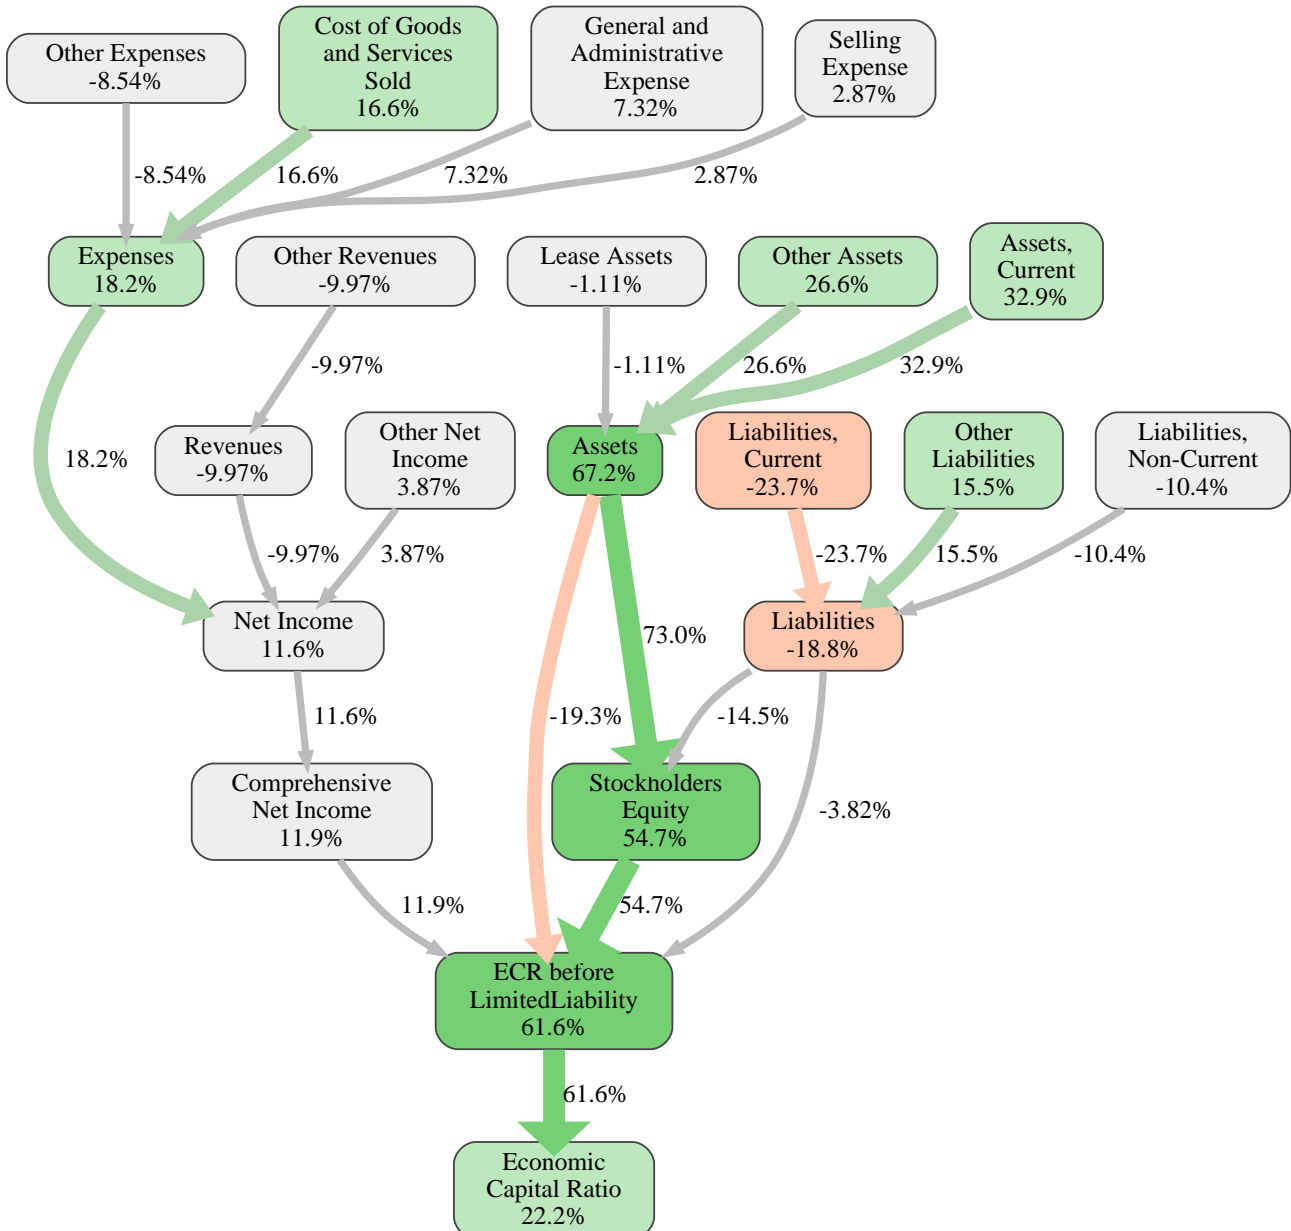 Other Expenses
-8.54%
Cost of Goods
and Services
Sold
16.6%
General and
Administrative
Expense
7.32%
Selling
Expense
2.87%
-8.54%
16.6%
7.32%
2.87%
Expenses
18.2%
Other Revenues
-9.97%
Lease Assets
-1.11%
Other Assets
26.6%
Assets,
Current
32.9%
-9.97%
-1.11%
26.6%
32.9%
18.2%
Revenues
-9.97%
Other Net
Income
3.87%
Assets
67.2%
Liabilities,
Current
-23.7%
Other
Liabilities
15.5%
Liabilities,
Non-Current
-10.4%
-9.97%
3.87%
-23.7%
15.5%
-10.4%
Net Income
11.6%
73.0%
Liabilities
-18.8%
11.6%
-19.3%
-14.5%
Comprehensive
Net Income
11.9%
Stockholders
Equity
54.7%
-3.82%
11.9%
54.7%
ECR before
LimitedLiability
61.6%
61.6%
Economic
Capital Ratio
22.2%